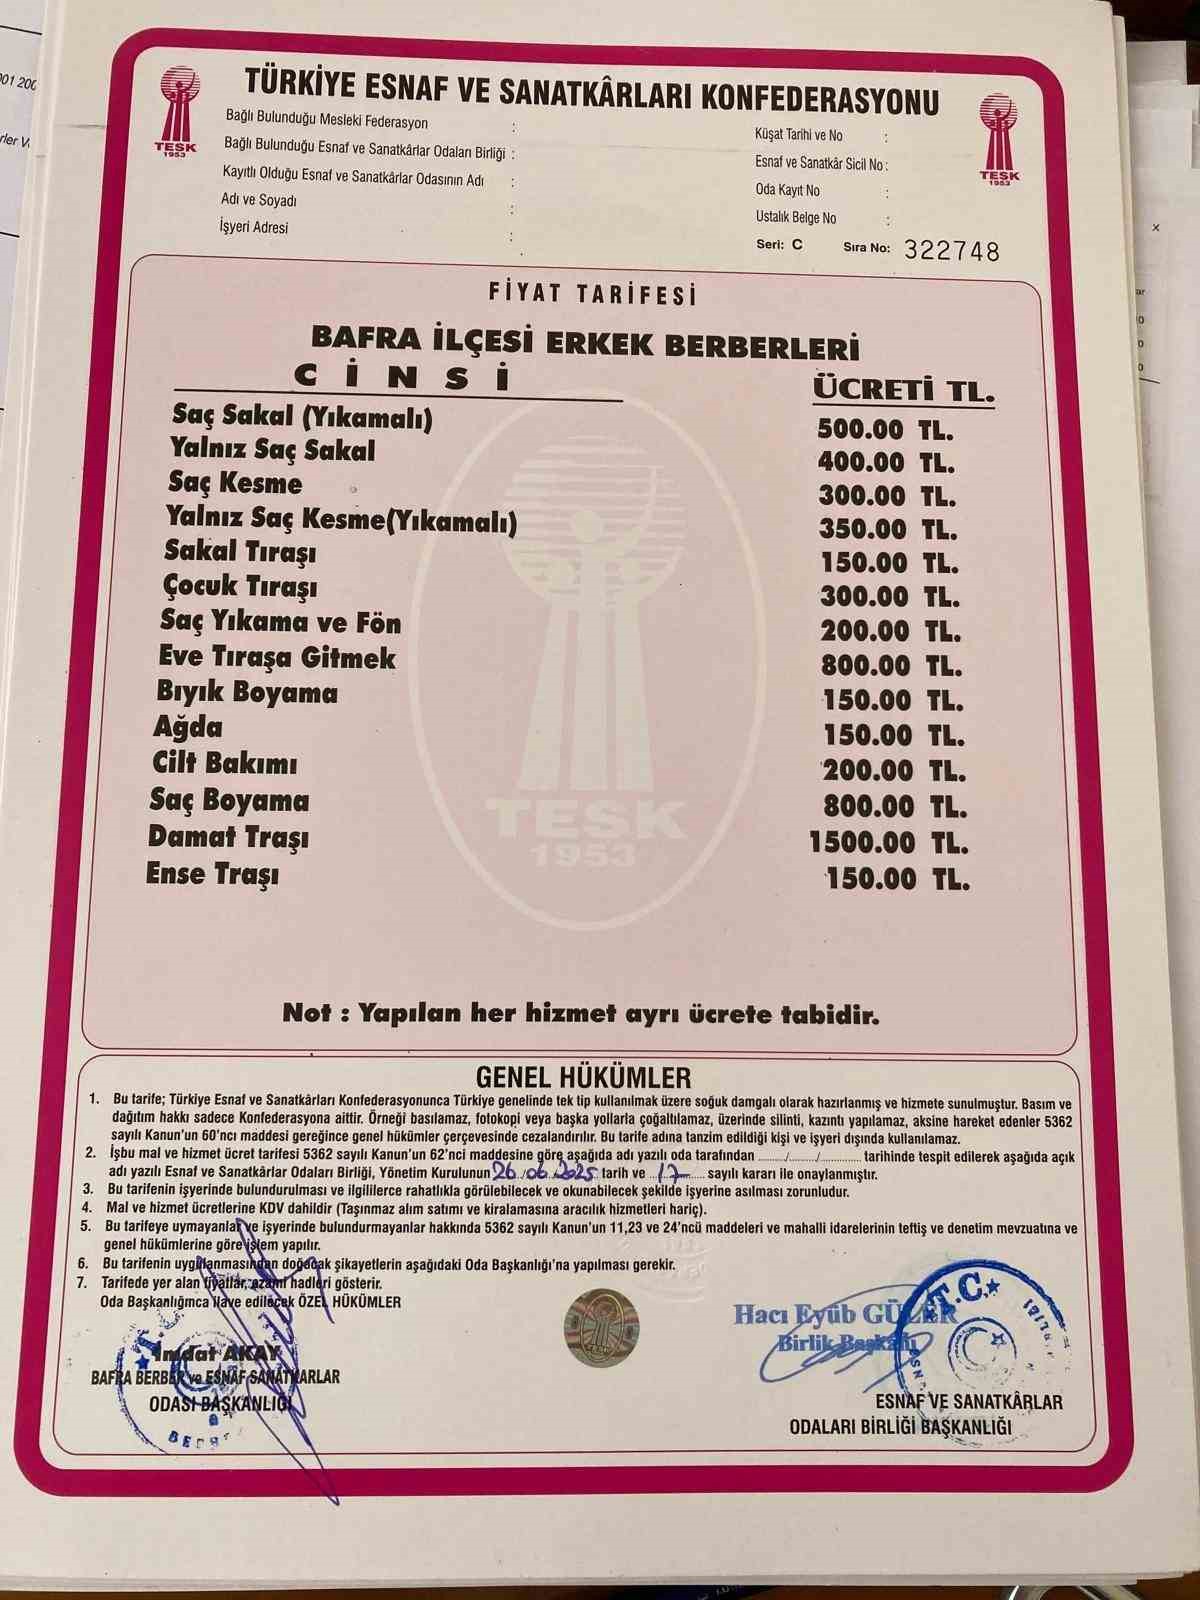 TÜRKİYE ESNAF VE SANATKÂRLARI KONFEDERASYONU
TESK
1953
Bağlı Bulunduğu Mesleki Federasyon :
Bağlı Bulunduğu Esnaf ve Sanatkârlar Odaları Birliği :
Kayıtlı Olduğu Esnaf ve Sanatkârlar Odasının Adı :
Adı ve Soyadı :
İşyeri Adresi :
Küşat Tarihi ve No :
Esnaf ve Sanatkâr Sicil No :
Oda Kayıt No :
Ustalık Belge No :
Seri: C Sıra No: 322748
TESK
1953
FİYAT TARİFESİ
BAFRA İLÇESİ ERKEK BERBERLERİ
CİNSİ ÜCRETİ TL.
Saç Sakal (Yıkamalı) 500.00 TL.
Yalnız Saç Sakal 400.00 TL.
Saç Kesme 300.00 TL.
Yalnız Saç Kesme(Yıkamalı) 350.00 TL.
Sakal Tıraşı 150.00 TL.
Çocuk Tıraşı 300.00 TL.
Saç Yıkama ve Fön 200.00 TL.
Eve Tıraşa Gitmek 800.00 TL.
Bıyık Boyama 150.00 TL.
Ağda 150.00 TL.
Cilt Bakımı 200.00 TL.
Saç Boyama 800.00 TL.
Damat Traşı 1500.00 TL.
Ense Traşı 150.00 TL.
TESK
1953
Not : Yapılan her hizmet ayrı ücrete tabidir.
GENEL HÜKÜMLER
1. Bu tarife; Türkiye Esnaf ve Sanatkârları Konfederasyonunca Türkiye genelinde tek tip kullanılmak üzere soğuk damgalı olarak hazırlanmış ve hizmete sunulmuştur. Basım ve
dağıtım hakkı sadece Konfederasyona aittir. Örneği basılamaz, fotokopi veya başka yollarla çoğaltılamaz, üzerinde silinti, kazıntı yapılamaz, aksine hareket edenler 5362
sayılı Kanun'un 60'ncı maddesi gereğince genel hükümler çerçevesinde cezalandırılır. Bu tarife adına tanzim edildiği kişi ve işyeri dışında kullanılamaz.
2. İşbu mal ve hizmet ücret tarifesi 5362 sayılı Kanun'un 62'nci maddesine göre aşağıda adı yazılı oda tarafından ......../......../............ tarihinde tespit edilerek aşağıda açık
adı yazılı Esnaf ve Sanatkârlar Odaları Birliği, Yönetim Kurulunun 26/06/2025 tarih ve 17 sayılı kararı ile onaylanmıştır.
3. Bu tarifenin işyerinde bulundurulması ve ilgililerce rahatlıkla görülebilecek ve okunabilecek şekilde işyerine asılması zorunludur.
4. Mal ve hizmet ücretlerine KDV dahildir (Taşınmaz alım satımı ve kiralamasına aracılık hizmetleri hariç).
5. Bu tarifeye uymayanlar ve işyerinde bulundurmayanlar hakkında 5362 sayılı Kanun'un 11,23 ve 24'ncü maddeleri ve mahalli idarelerinin teftiş ve denetim mevzuatına ve
genel hükümlerine göre işlem yapılır.
6. Bu tarifenin uygulanmasından doğacak şikayetlerin aşağıdaki Oda Başkanlığı'na yapılması gerekir.
7. Tarifede yer alan fiyatlar, azami hadleri gösterir.
Oda Başkanlığımca ilave edilecek ÖZEL HÜKÜMLER
İmdat AKAY
BAFRA BERBER ve ESNAF SANATKARLAR
ODASI BAŞKANLIĞI
TESK
Hacı Eyüb GÜLER
Birlik Başkanı
T.C.
ESNAF VE SANATKÂRLAR
ODALARI BİRLİĞİ BAŞKANLIĞI